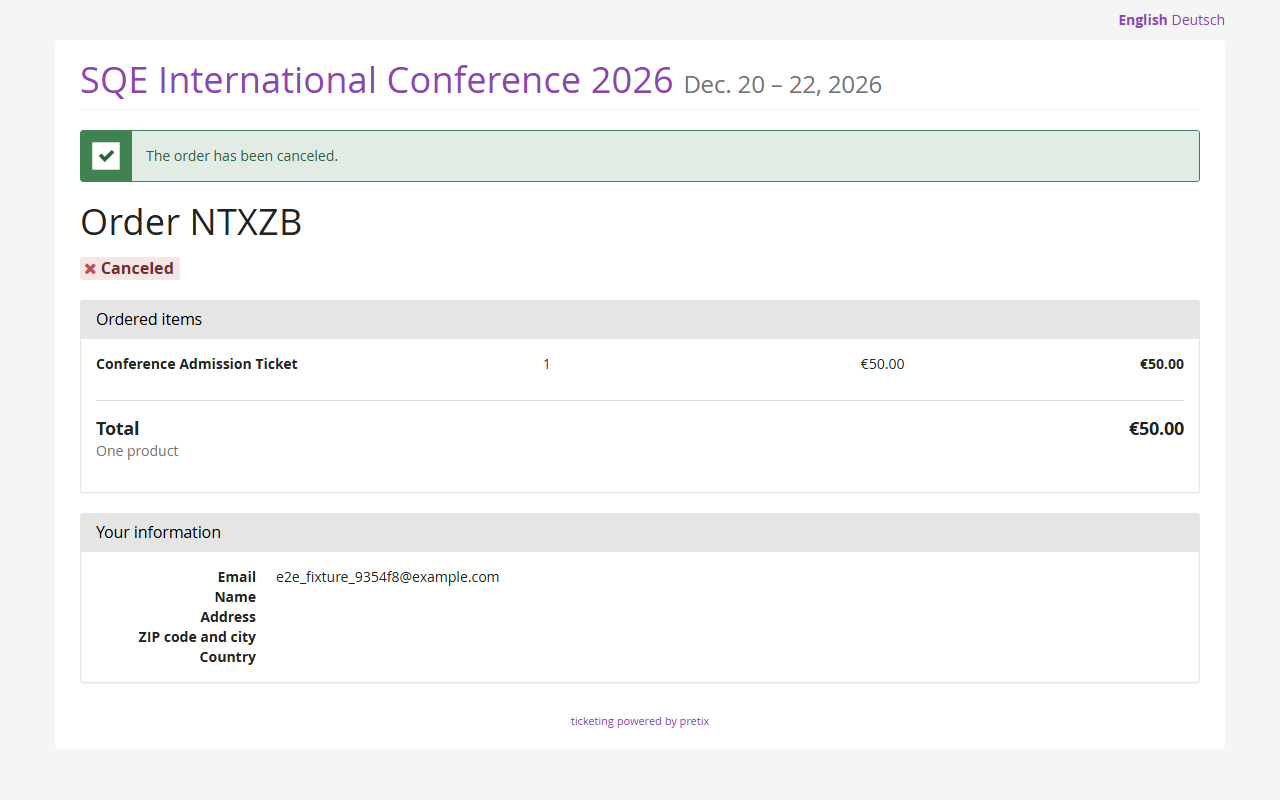 English Deutsch
SQE International Conference 2026 Dec. 20 – 22, 2026
The order has been canceled.
Order NTXZB
Canceled
Ordered items
Conference Admission Ticket 1 €50.00 €50.00
Total €50.00
One product
Your information
Email e2e_fixture_9354f8@example.com
Name
Address
ZIP code and city
Country
ticketing powered by pretix